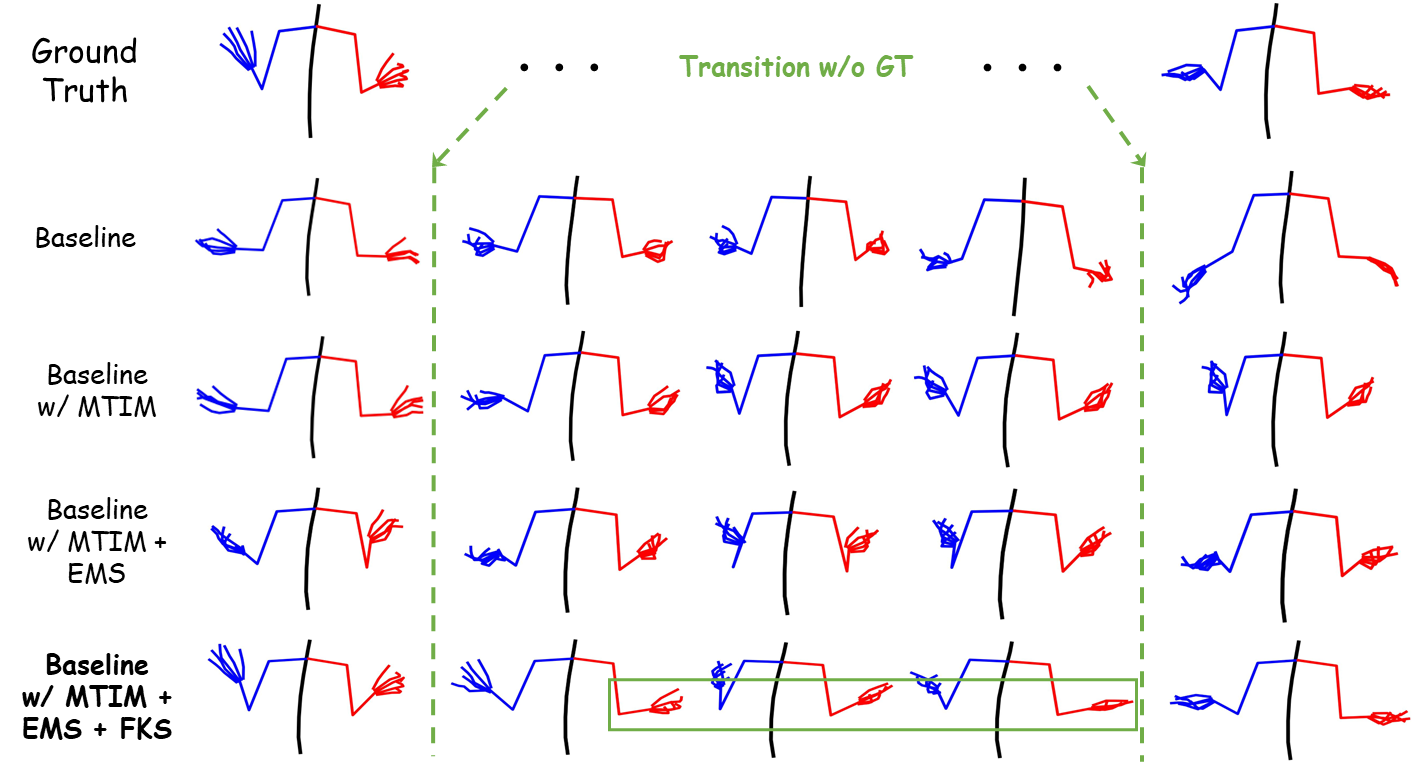 Ground
Truth
. . . Transition w/o GT . . .
Baseline
Baseline
w/ MTIM
Baseline
w/ MTIM +
EMS
Baseline
w/ MTIM +
EMS + FKS